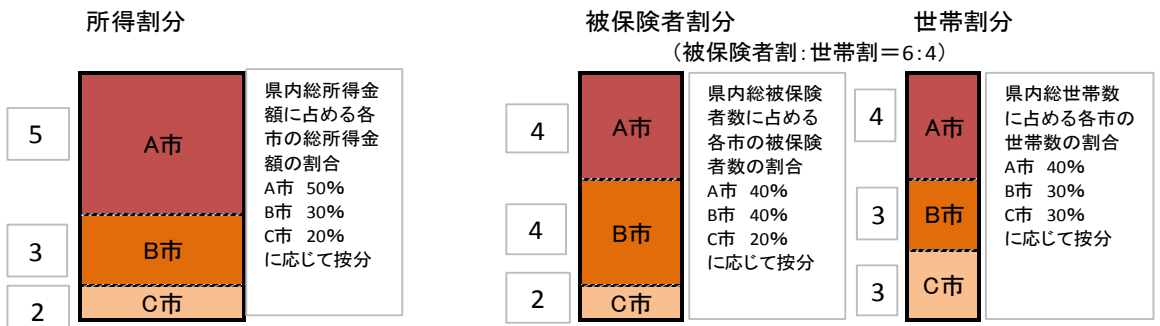 所得割分
5
3
2
A市
B市
C市
県内総所得金
額に占める各
市の総所得金
額の割合
A市 50%
B市 30%
C市 20%
に応じて按分
被保険者割分
世帯割分
（被保険者割：世帯割＝6：4）
4
4
2
A市
B市
C市
県内総被保険
者数に占める
各市の被保険
者数の割合
A市 40%
B市 40%
C市 20%
に応じて按分
4
3
3
A市
B市
C市
県内総世帯数
に占める各市の
世帯数の割合
A市 40%
B市 30%
C市 30%
に応じて按分